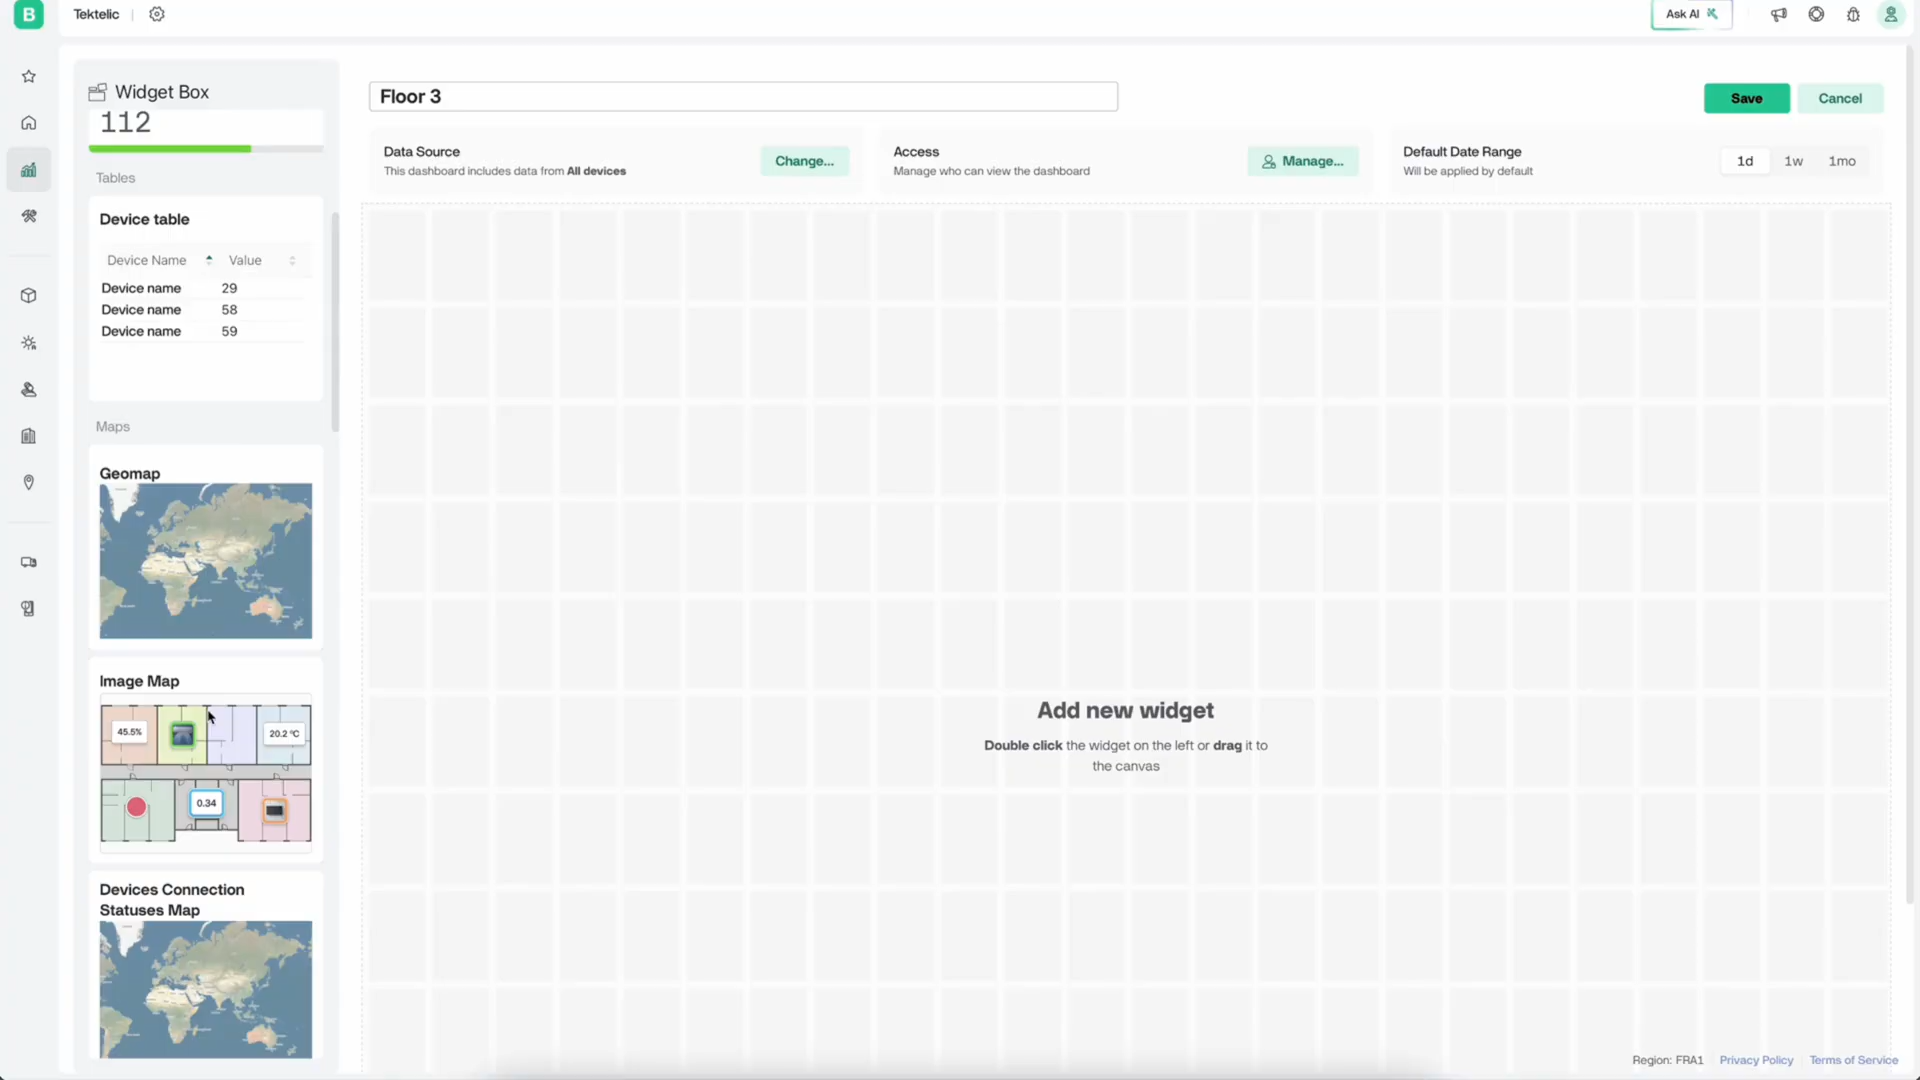 B
Tektelic
Ask AI
Widget Box
112
Tables
Device table
Device Name Value
Device name 29
Device name 58
Device name 59
Maps
Geomap
Image Map
45.5%
20.2 °C
0.34
Devices Connection
Statuses Map
Floor 3
Save
Cancel
Data Source
This dashboard includes data from All devices
Change...
Access
Manage who can view the dashboard
Manage...
Default Date Range
Will be applied by default
1d 1w 1mo
Add new widget
Double click the widget on the left or drag it to
the canvas
Region: FRA1 Privacy Policy Terms of Service